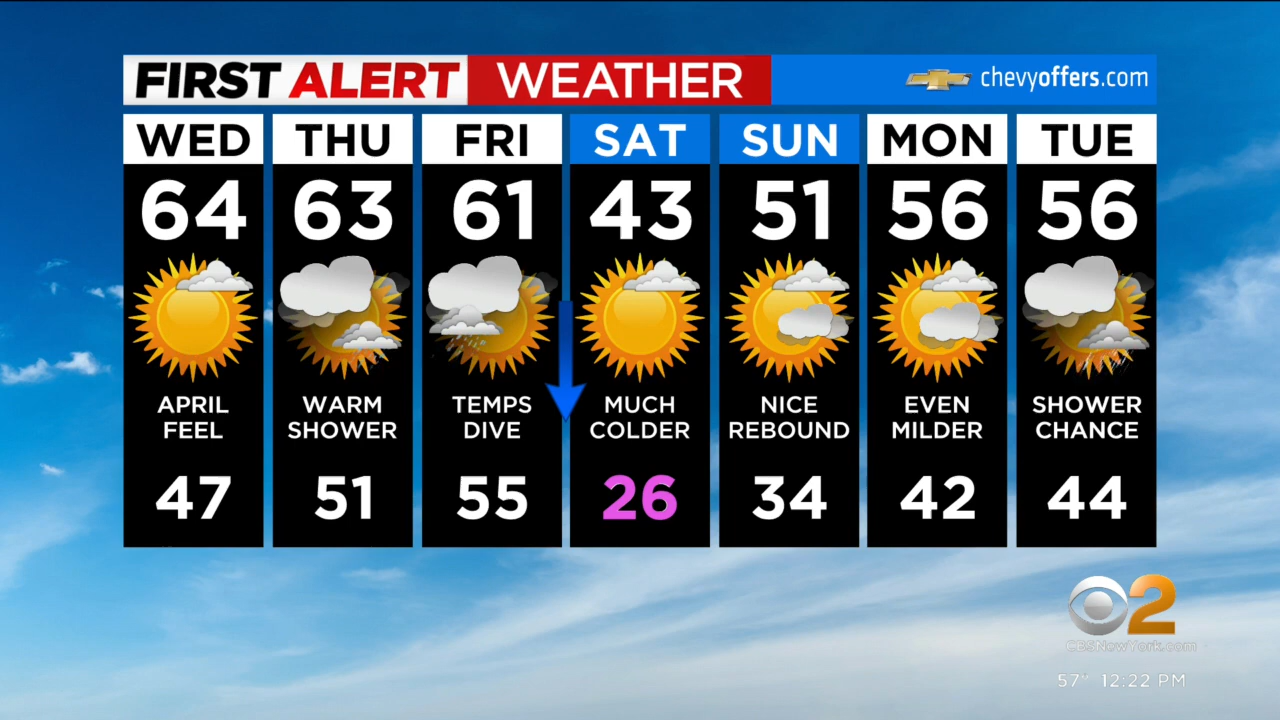 FIRST ALERT WEATHER chevyoffers.com
WED THU FRI SAT SUN MON TUE
64 63 61 43 51 56 56
APRIL WARM TEMPS MUCH NICE EVEN SHOWER
FEEL SHOWER DIVE COLDER REBOUND MILDER CHANCE
47 51 55 26 34 42 44
2
CBSNewYork.com
57° 12:22 PM